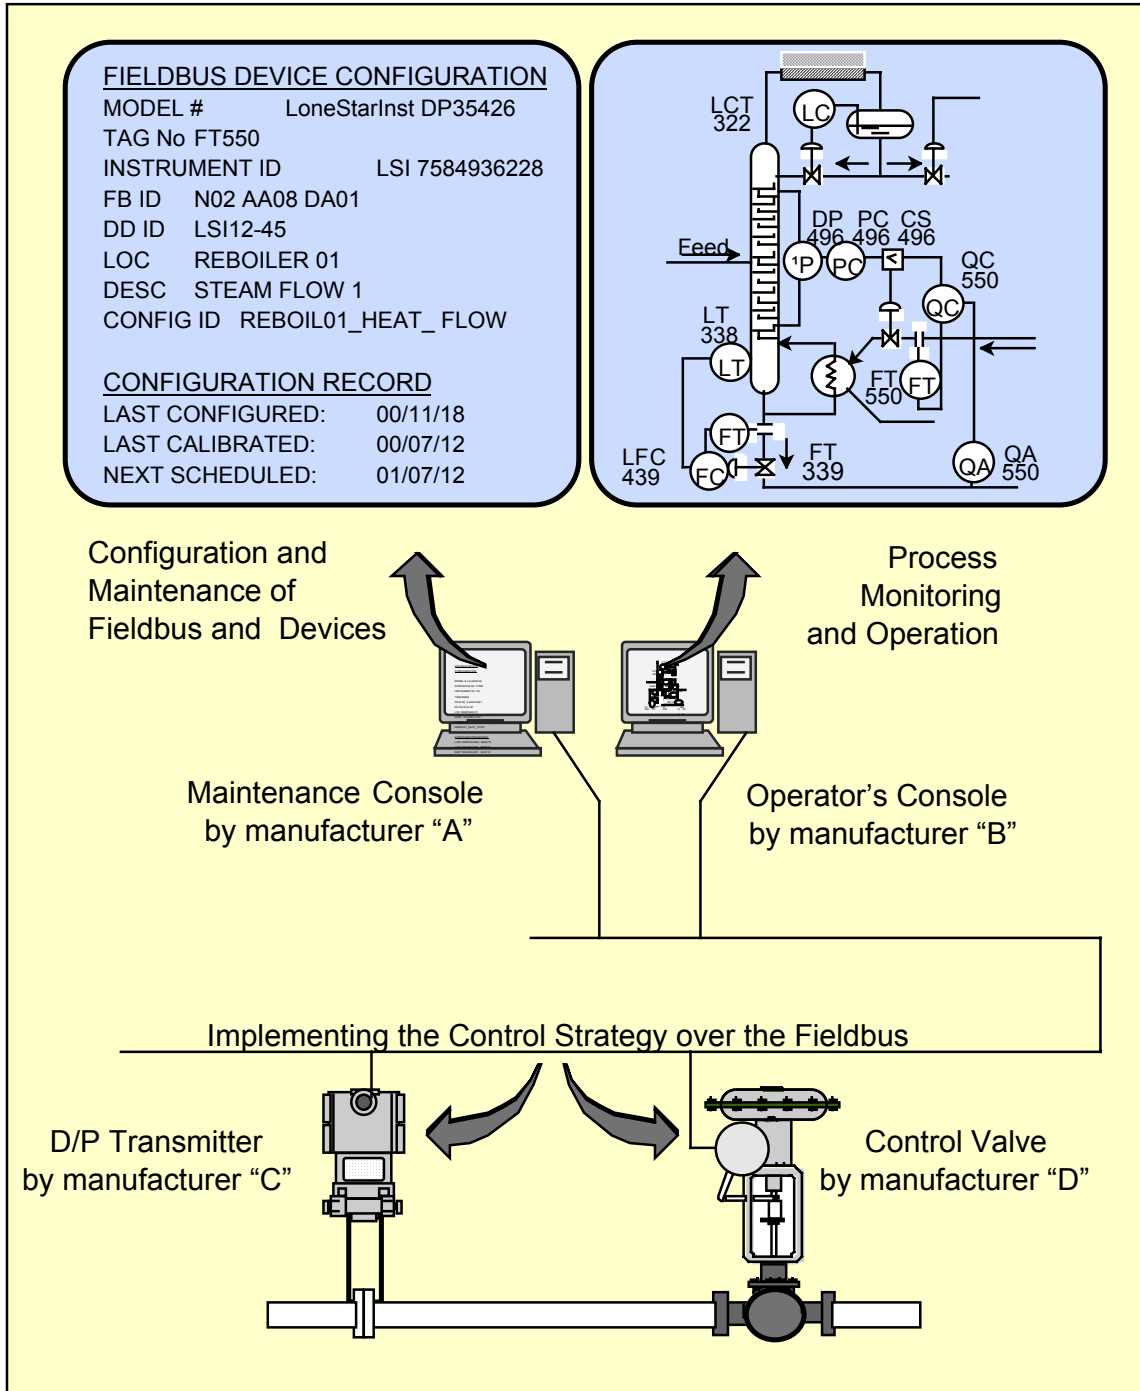 FIELDBUS DEVICE CONFIGURATION
MODEL # LoneStarInst DP35426
TAG No FT550
INSTRUMENT ID LSI 7584936228
FB ID N02 AA08 DA01
DD ID LSI12-45
LOC REBOILER 01
DESC STEAM FLOW 1
CONFIG ID REBOIL01_HEAT_ FLOW
CONFIGURATION RECORD
LAST CONFIGURED: 00/11/18
LAST CALIBRATED: 00/07/12
NEXT SCHEDULED: 01/07/12
LCT
322
LC
DP
496
PC
496
CS
496
Feed
¹P
PC
<
QC
550
QC
LT
338
LT
FT
550
FT
FT
LFC
439
FC
FT
339
QA
QA
550
Configuration and
Maintenance of
Fieldbus and Devices
Process
Monitoring
and Operation
Maintenance Console
by manufacturer “A”
Operator’s Console
by manufacturer “B”
Implementing the Control Strategy over the Fieldbus
D/P Transmitter
by manufacturer “C”
Control Valve
by manufacturer “D”